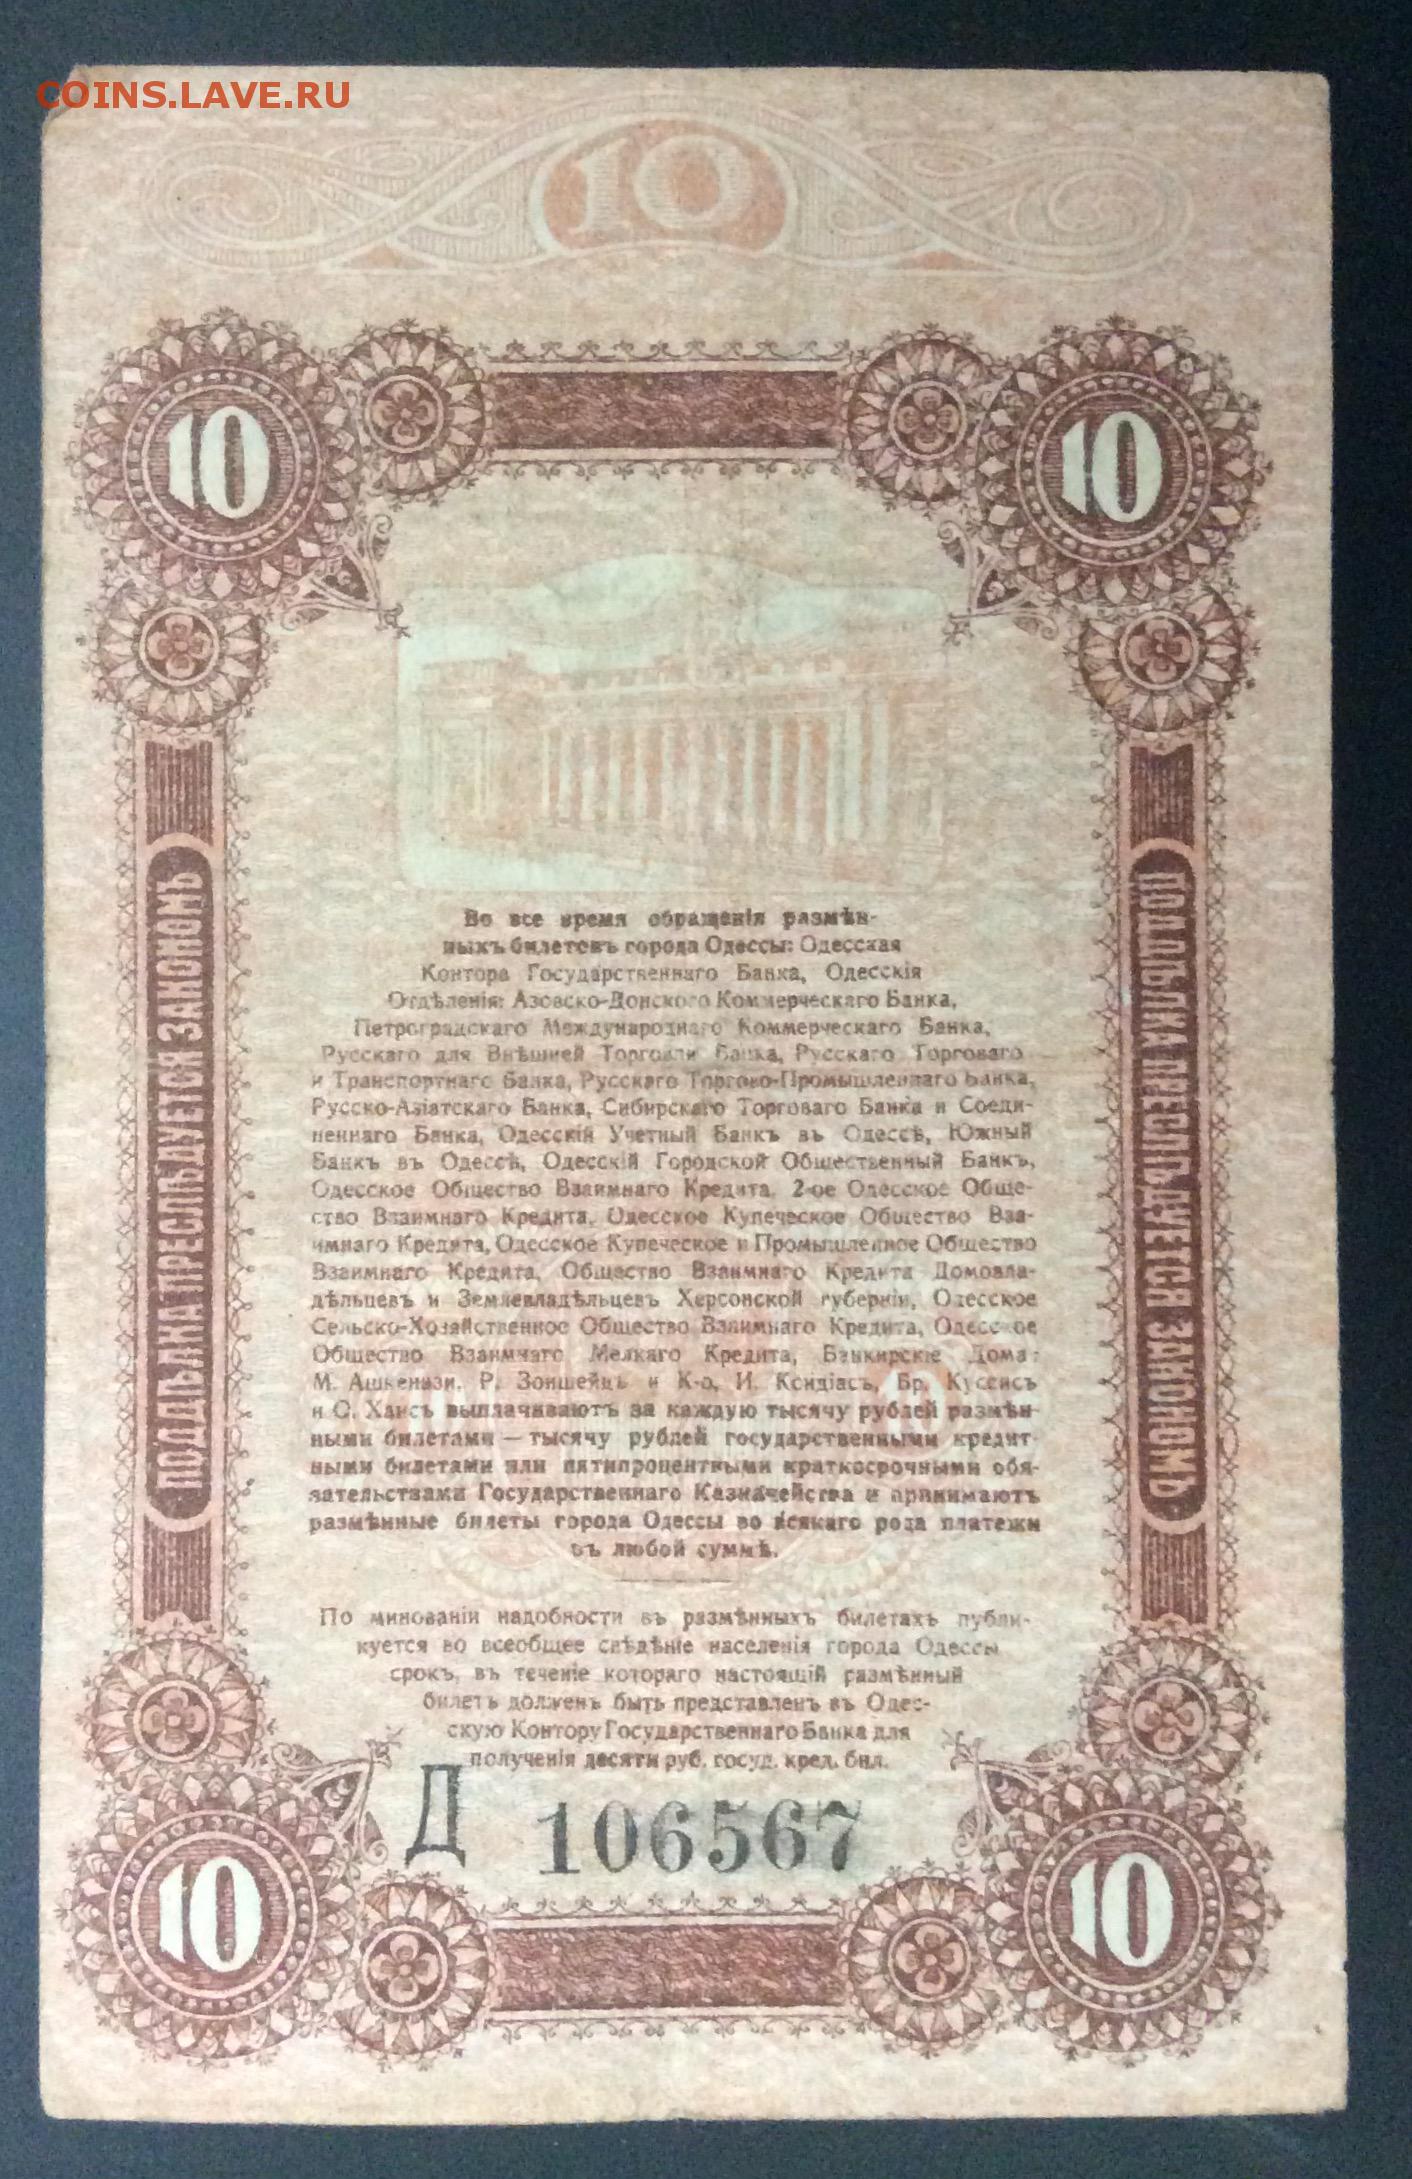 COINS.LAVE.RU
10
10
10
ПОДДѢЛКА ПРЕСЛѢДУЕТСЯ ЗАКОНОМЪ
ПОДДѢЛКА ПРЕСЛѢДУЕТСЯ ЗАКОНОМЪ
Во все время обращенія размѣн-
ныхъ билетовъ города Одессы: Одесская
Контора Государственнаго Банка, Одесскія
Отдѣленія: Азовско-Донского Коммерческаго Банка,
Петроградскаго Международнаго Коммерческаго Банка,
Русскаго для Внѣшней Торговли Банка, Русскаго Торговаго
и Транспортнаго Банка, Русскаго Торгово-Промышленнаго Банка,
Русско-Азіатскаго Банка, Сибирскаго Торговаго Банка и Соеди-
неннаго Банка, Одесскій Учетный Банкъ въ Одессѣ, Южный
Банкъ въ Одессѣ, Одесскій Городской Общественный Банкъ,
Одесское Общество Взаимнаго Кредита, 2-ое Одесское Обще-
ство Взаимнаго Кредита, Одесское Купеческое Общество Вза-
имнаго Кредита, Одесское Купеческое и Промышленное Общество
Взаимнаго Кредита, Общество Взаимнаго Кредита Домовла-
дѣльцевъ и Землевладѣльцевъ Херсонской губерніи, Одесское
Сельско-Хозяйственное Общество Взаимнаго Кредита, Одесское
Общество Взаимнаго Мелкаго Кредита, Банкирскіе Дома:
М. Ашкенази, Р. Зонштейнъ и К-о, И. Ксидіасъ, Бр. Куссисъ
и О. Хаисъ выплачиваютъ за каждую тысячу рублей размѣн-
ными билетами — тысячу рублей государственными кредит-
ными билетами или пятипроцентными краткосрочными обя-
зательствами Государственнаго Казначейства и принимаютъ
размѣнные билеты города Одессы во всякаго рода платежи
въ любой суммѣ.
По минованіи надобности въ размѣнныхъ билетахъ публи-
куется во всеобщее свѣдѣніе населенія города Одессы
срокъ, въ теченіе котораго настоящій размѣнный
билетъ долженъ быть представленъ въ Одес-
скую Контору Государственнаго Банка для
полученія десяти руб. госуд. кред. бил.
Д 106567
10
10